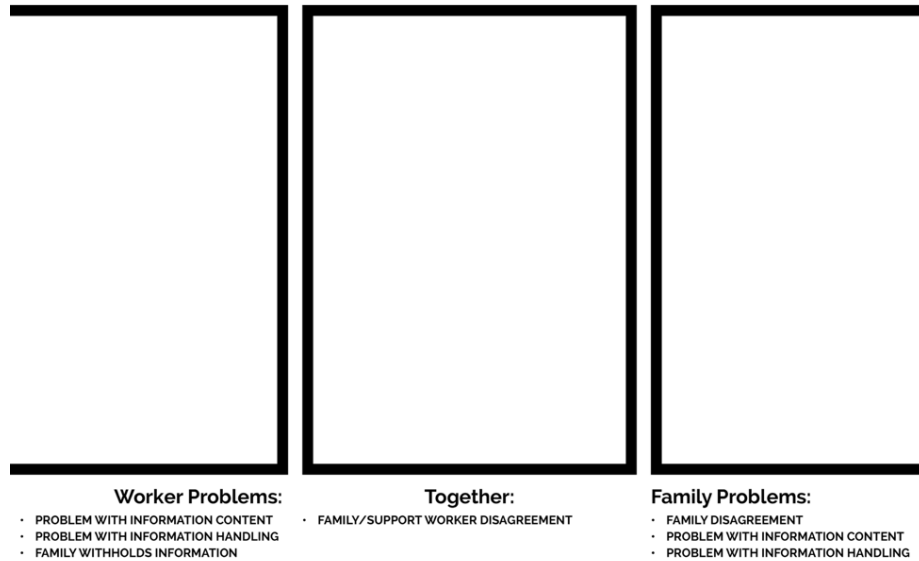 Worker Problems:
• PROBLEM WITH INFORMATION CONTENT
• PROBLEM WITH INFORMATION HANDLING
• FAMILY WITHHOLDS INFORMATION
Together:
• FAMILY/SUPPORT WORKER DISAGREEMENT
Family Problems:
• FAMILY DISAGREEMENT
• PROBLEM WITH INFORMATION CONTENT
• PROBLEM WITH INFORMATION HANDLING